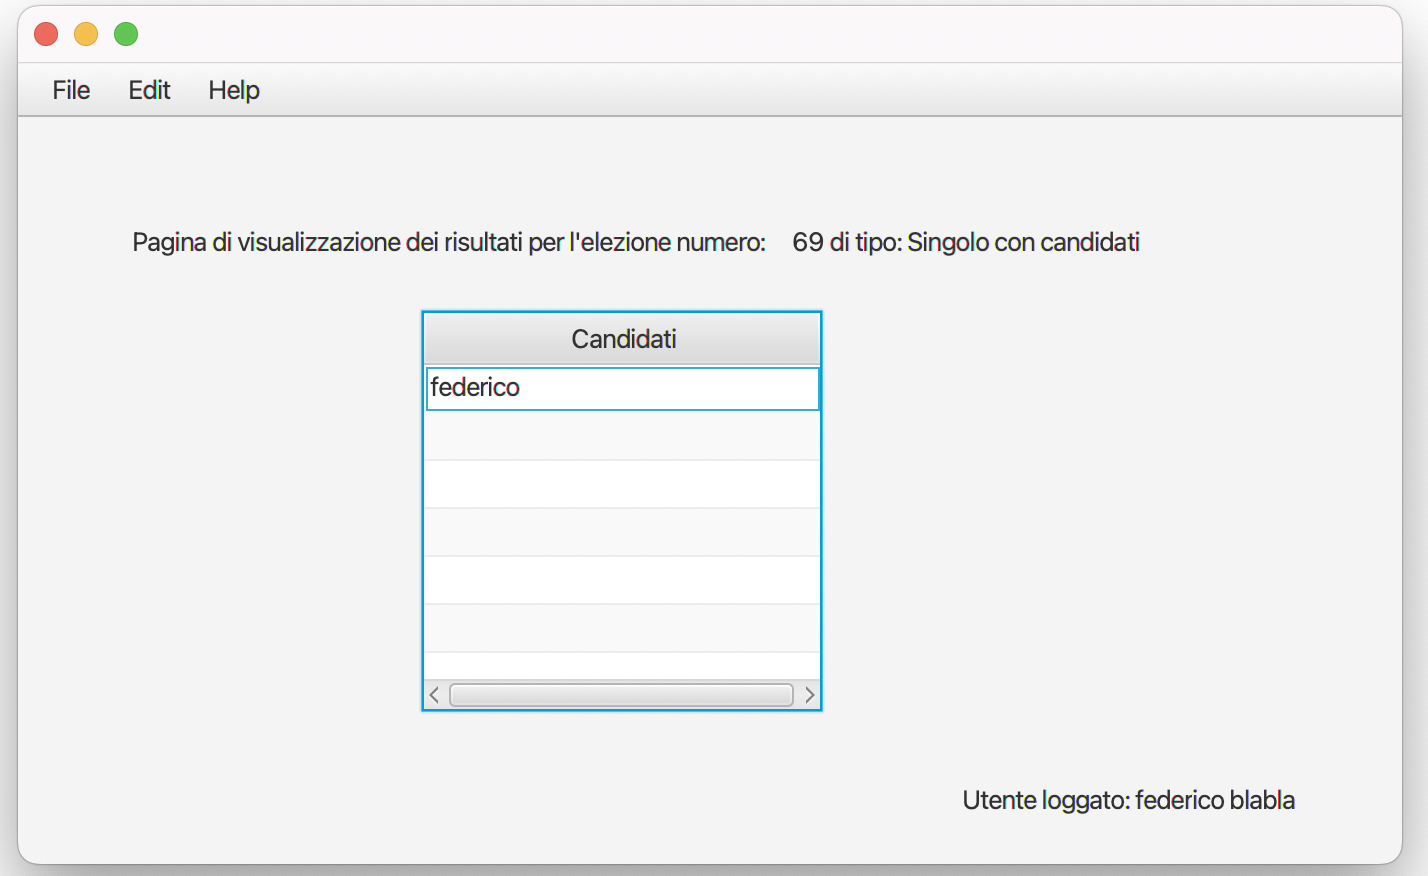 File Edit Help
Pagina di visualizzazione dei risultati per l'elezione numero: 69 di tipo: Singolo con candidati
Candidati
federico
Utente loggato: federico blabla